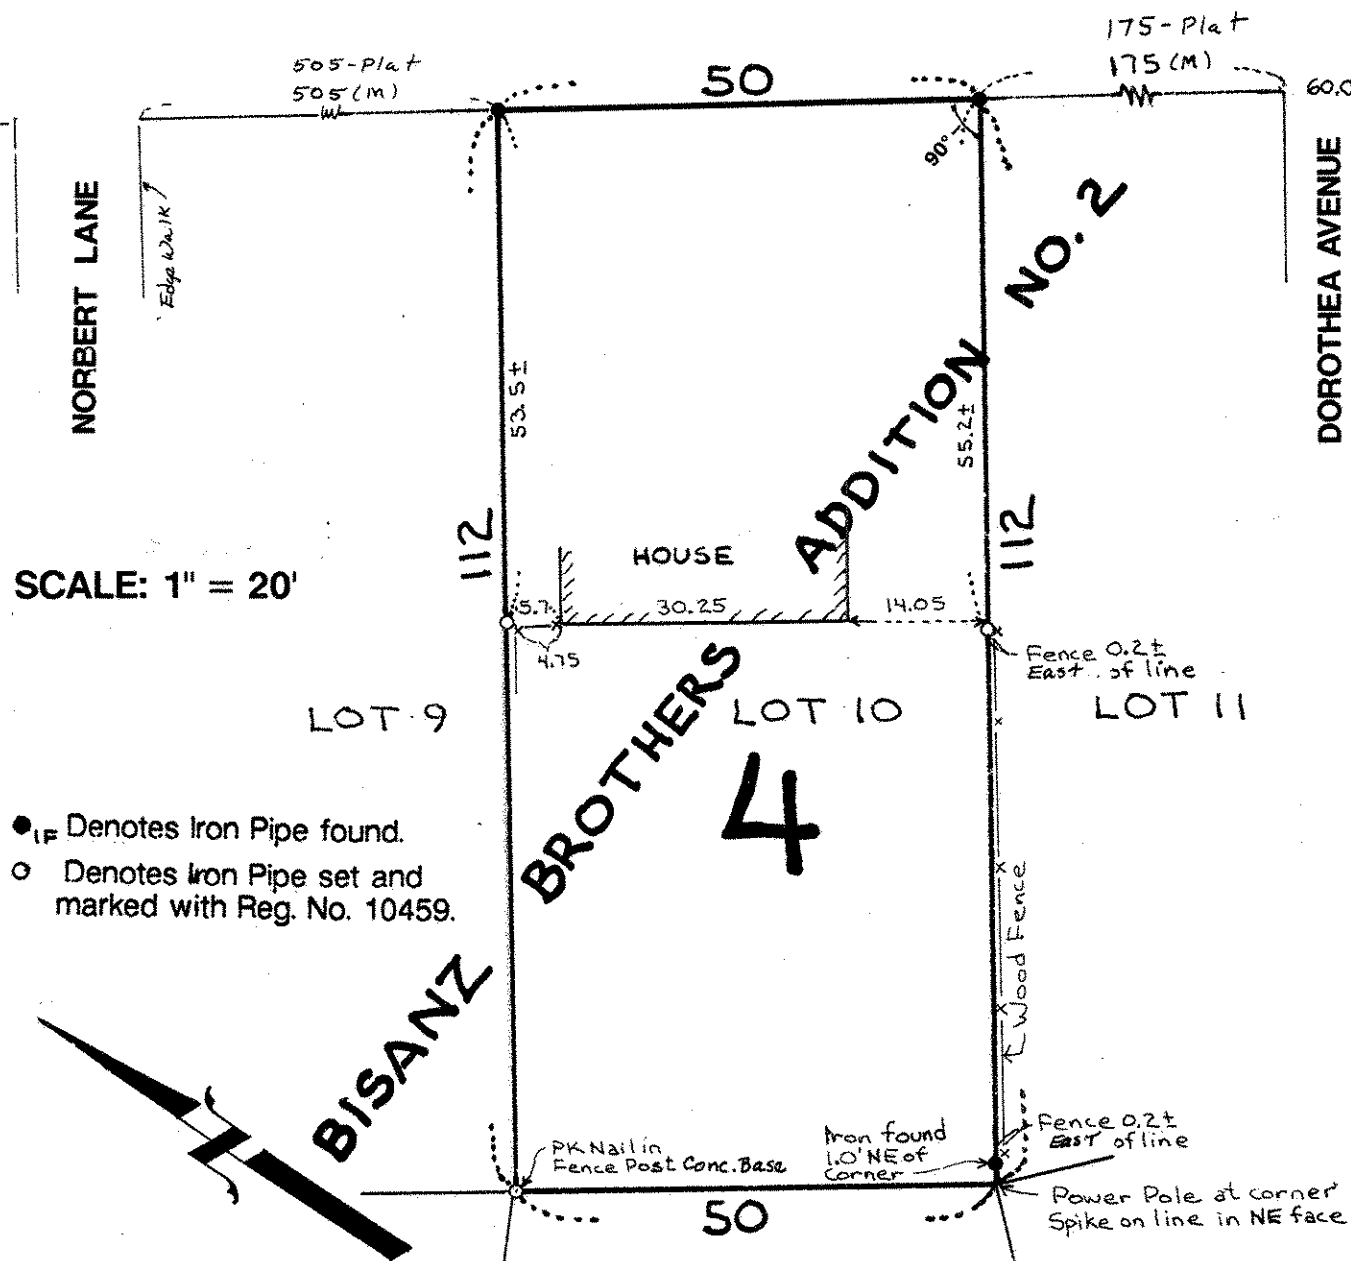 505-Plat
505(M)
50
175-Plat
175(M)
60.0
90°
NORBERT LANE
Edge Walk
DOROTHEA AVENUE
BISANZ BROTHERS ADDITION NO. 2
53.5±
55.2±
112
112
SCALE: 1" = 20'
HOUSE
5.7
30.25
14.05
4.75
Fence 0.2±
East of line
LOT 9
LOT 10
LOT 11
4
●IF Denotes Iron Pipe found.
○ Denotes Iron Pipe set and
marked with Reg. No. 10459.
Wood Fence
PK Nail in
Fence Post Conc. Base
Iron found
1.0' NE of
Corner
Fence 0.2±
EAST of line
Power Pole at corner
Spike on line in NE face
50